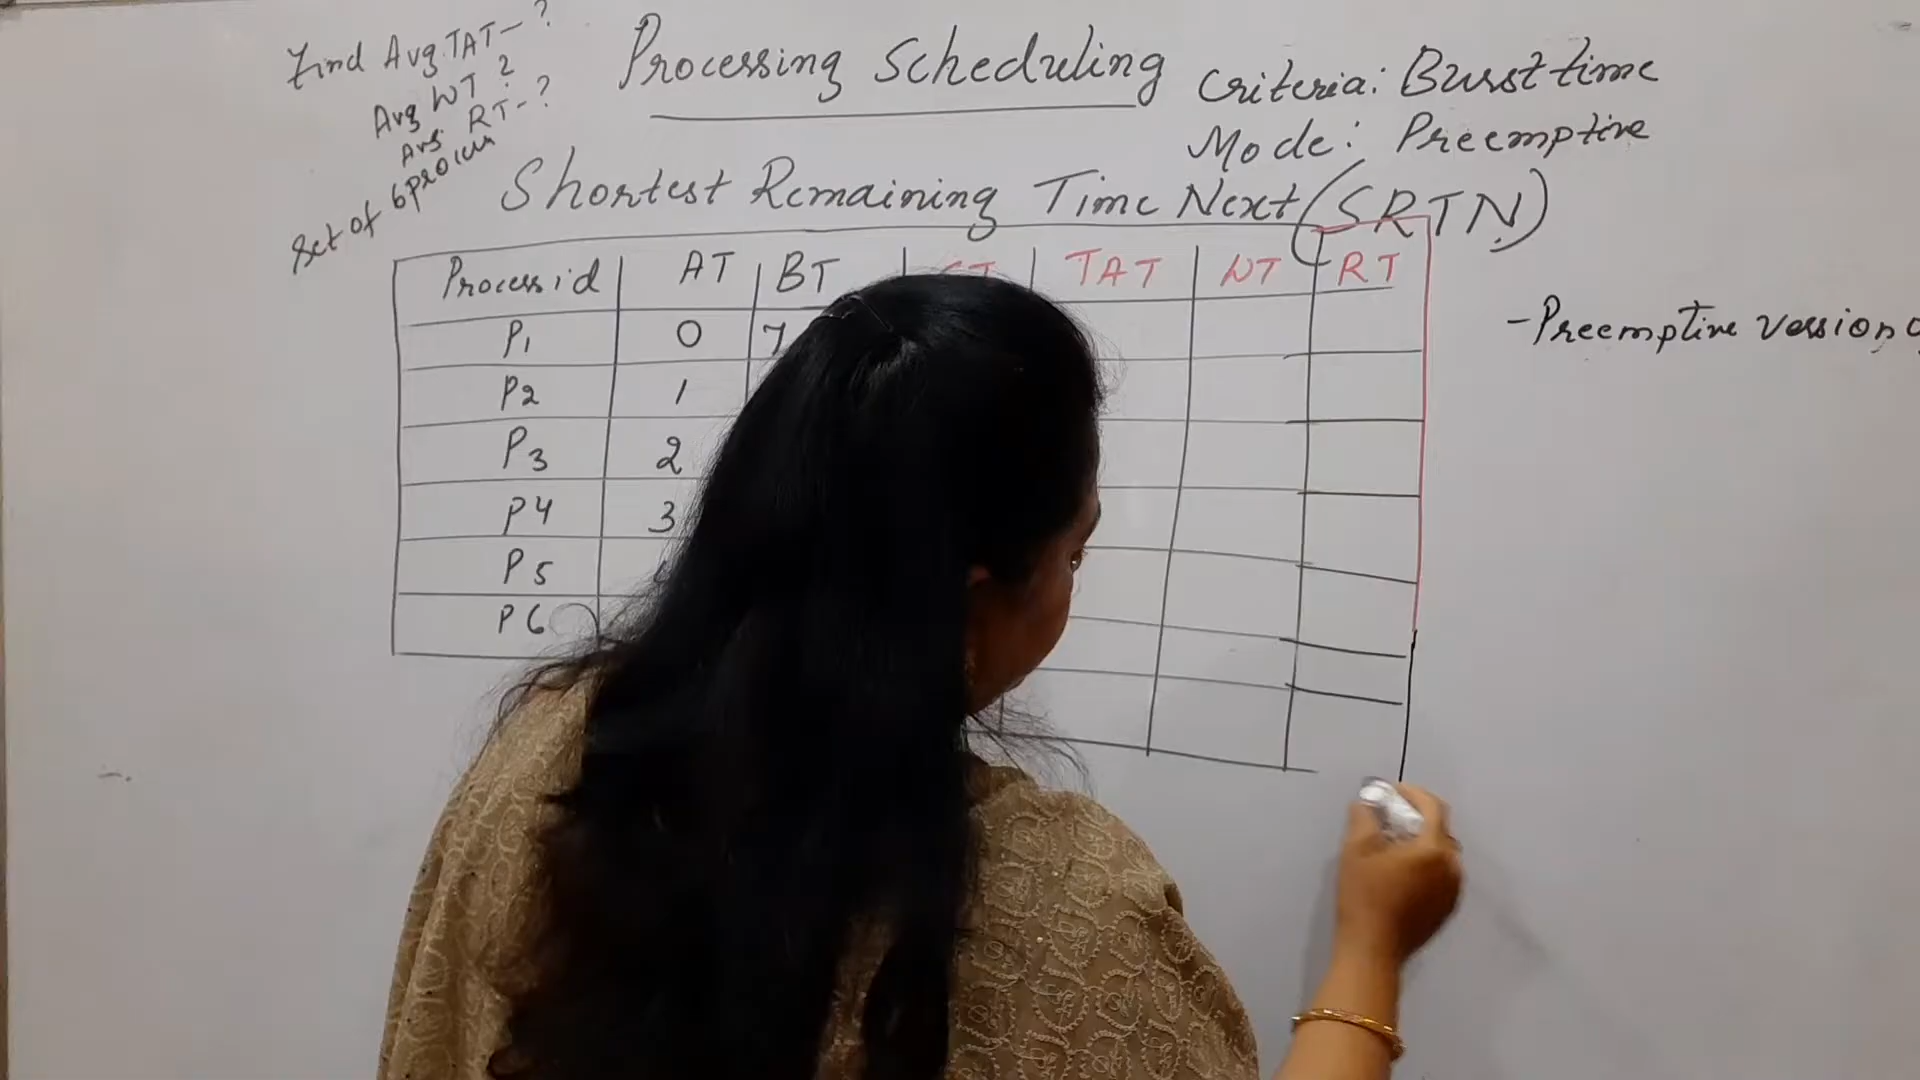 Find Avg.TAT-?
Avg WT ?
Avg RT-?
Set of 6 process
Processing Scheduling
Criteria: Burst time
Mode: Preemptive
Shortest Remaining Time Next (SRTN)
Process id AT BT CT TAT WT RT
P1 0 7
P2 1
P3 2
P4 3
P5
P6
-Preemptive version